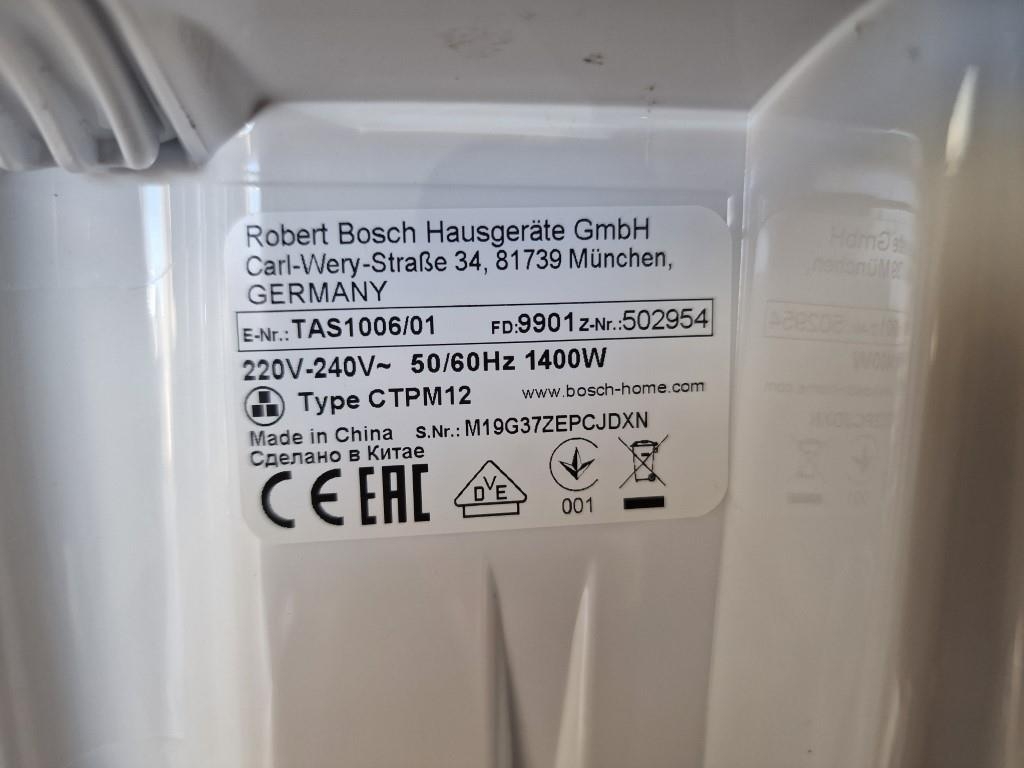 Robert Bosch Hausgeräte GmbH
Carl-Wery-Straße 34, 81739 München,
GERMANY
E-Nr.: TAS1006/01 FD: 9901 Z-Nr.: 502954
220V-240V~ 50/60Hz 1400W
Type CTPM12 www.bosch-home.com
Made in China S.Nr.: M19G37ZEPCJDXN
Сделано в Китае
CE EAC DVE 001